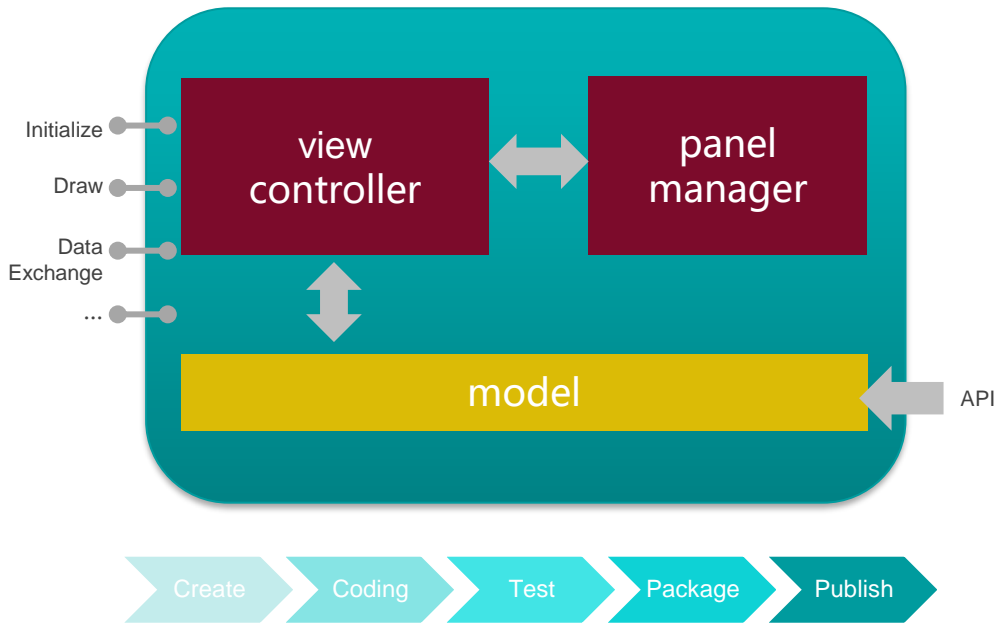 view
controller
panel
manager
Initialize
Draw
Data
Exchange
...
model
API
Create
Coding
Test
Package
Publish